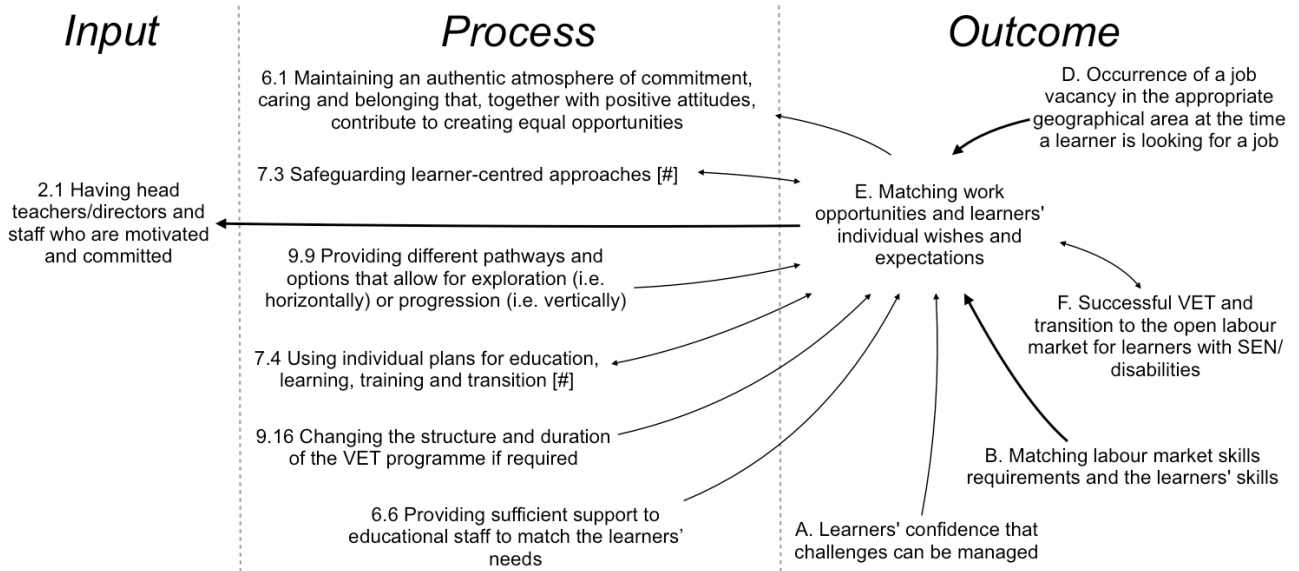 Input
Process
Outcome
2.1 Having head
teachers/directors and
staff who are motivated
and committed
6.1 Maintaining an authentic atmosphere of commitment,
caring and belonging that, together with positive attitudes,
contribute to creating equal opportunities
7.3 Safeguarding learner-centred approaches [#]
9.9 Providing different pathways and
options that allow for exploration (i.e.
horizontally) or progression (i.e. vertically)
7.4 Using individual plans for education,
learning, training and transition [#]
9.16 Changing the structure and duration
of the VET programme if required
6.6 Providing sufficient support to
educational staff to match the learners’
needs
D. Occurrence of a job
vacancy in the appropriate
geographical area at the time
a learner is looking for a job
E. Matching work
opportunities and learners'
individual wishes and
expectations
F. Successful VET and
transition to the open labour
market for learners with SEN/
disabilities
B. Matching labour market skills
requirements and the learners' skills
A. Learners' confidence that
challenges can be managed